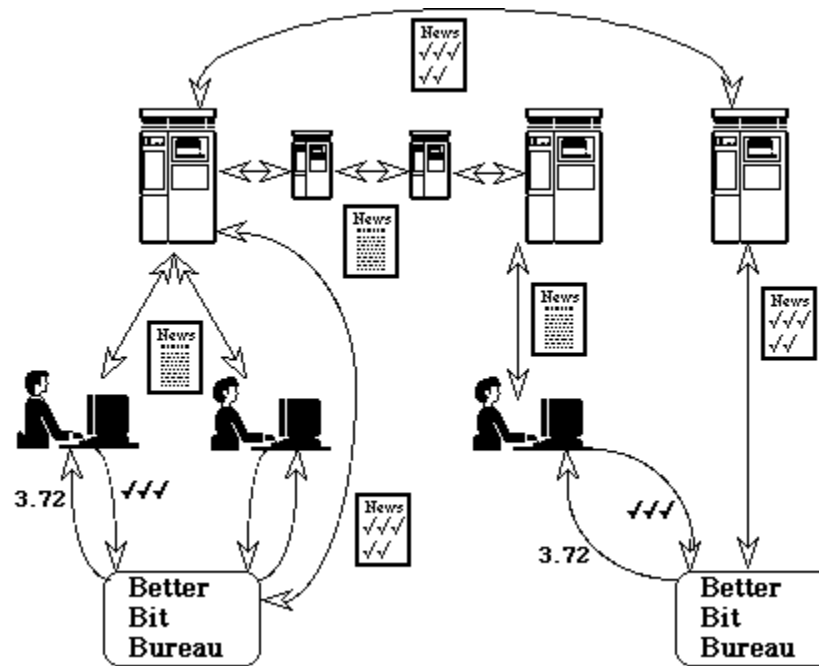 News
√√√
√√
News
News
News
News
√√√
√√
3.72
√√√
News
√√√
√√
√√√
3.72
Better
Bit
Bureau
Better
Bit
Bureau